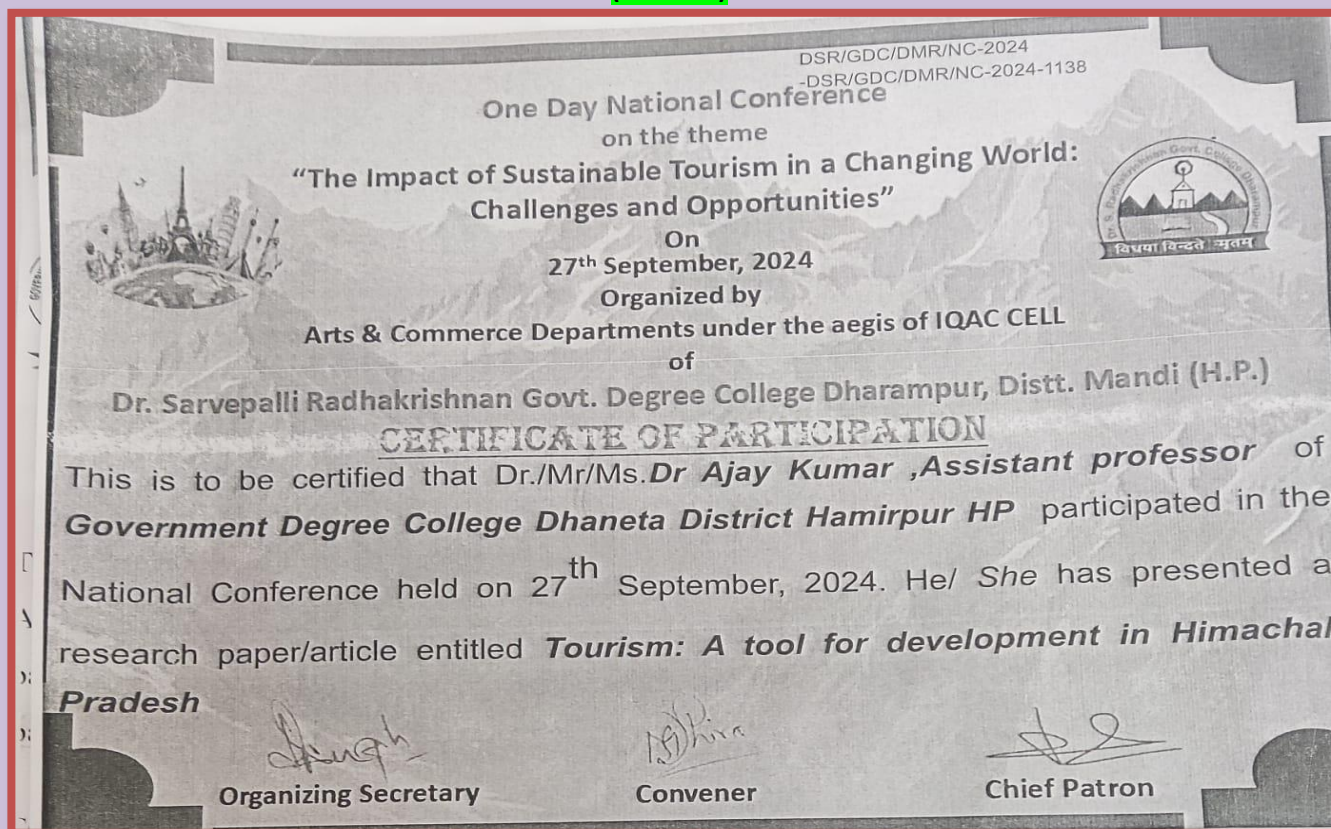 DSR/GDC/DMR/NC-2024
-DSR/GDC/DMR/NC-2024-1138
One Day National Conference
on the theme
“The Impact of Sustainable Tourism in a Changing World:
Challenges and Opportunities”
On
27th September, 2024
Organized by
Arts & Commerce Departments under the aegis of IQAC CELL
of
Dr. Sarvepalli Radhakrishnan Govt. Degree College Dharampur, Distt. Mandi (H.P.)
CERTIFICATE OF PARTICIPATION
This is to be certified that Dr./Mr/Ms.Dr Ajay Kumar ,Assistant professor of
Government Degree College Dhaneta District Hamirpur HP participated in the
National Conference held on 27th September, 2024. He/ She has presented a
research paper/article entitled Tourism: A tool for development in Himachal
Pradesh
Organizing Secretary
Convener
Chief Patron
Dr. S. Radhakrishnan Govt. College Dharampur
विन्दते